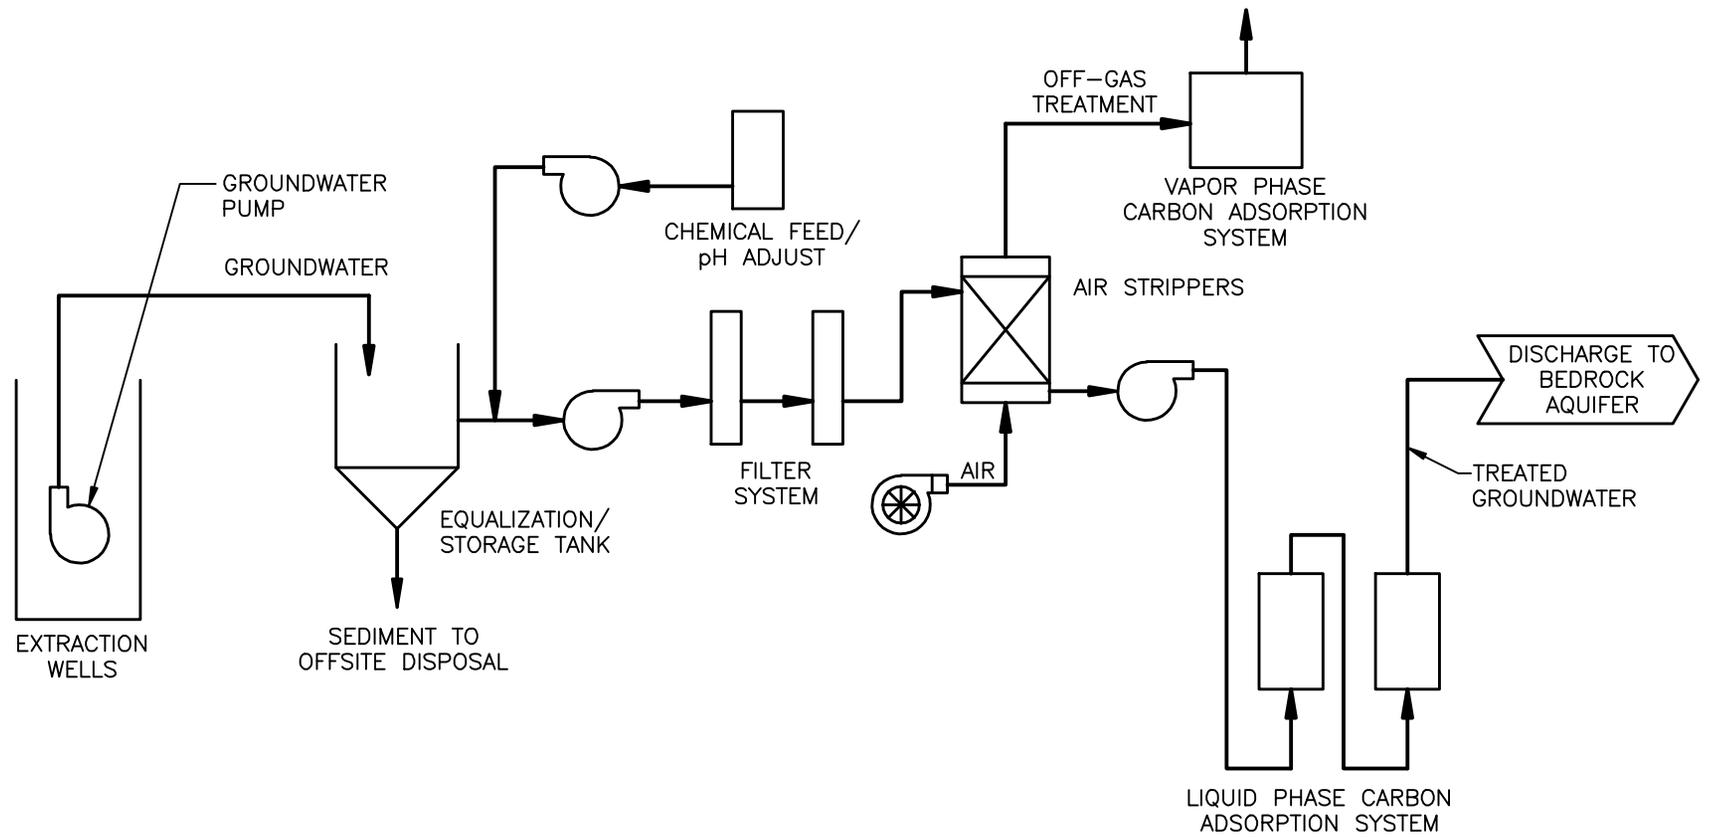 OFF-GAS
TREATMENT
GROUNDWATER
PUMP
VAPOR PHASE
CARBON ADSORPTION
SYSTEM
CHEMICAL FEED/
pH ADJUST
GROUNDWATER
AIR STRIPPERS
DISCHARGE TO
BEDROCK
AQUIFER
FILTER
SYSTEM
AIR
TREATED
GROUNDWATER
EQUALIZATION/
STORAGE TANK
EXTRACTION
WELLS
SEDIMENT TO
OFFSITE DISPOSAL
LIQUID PHASE CARBON
ADSORPTION SYSTEM